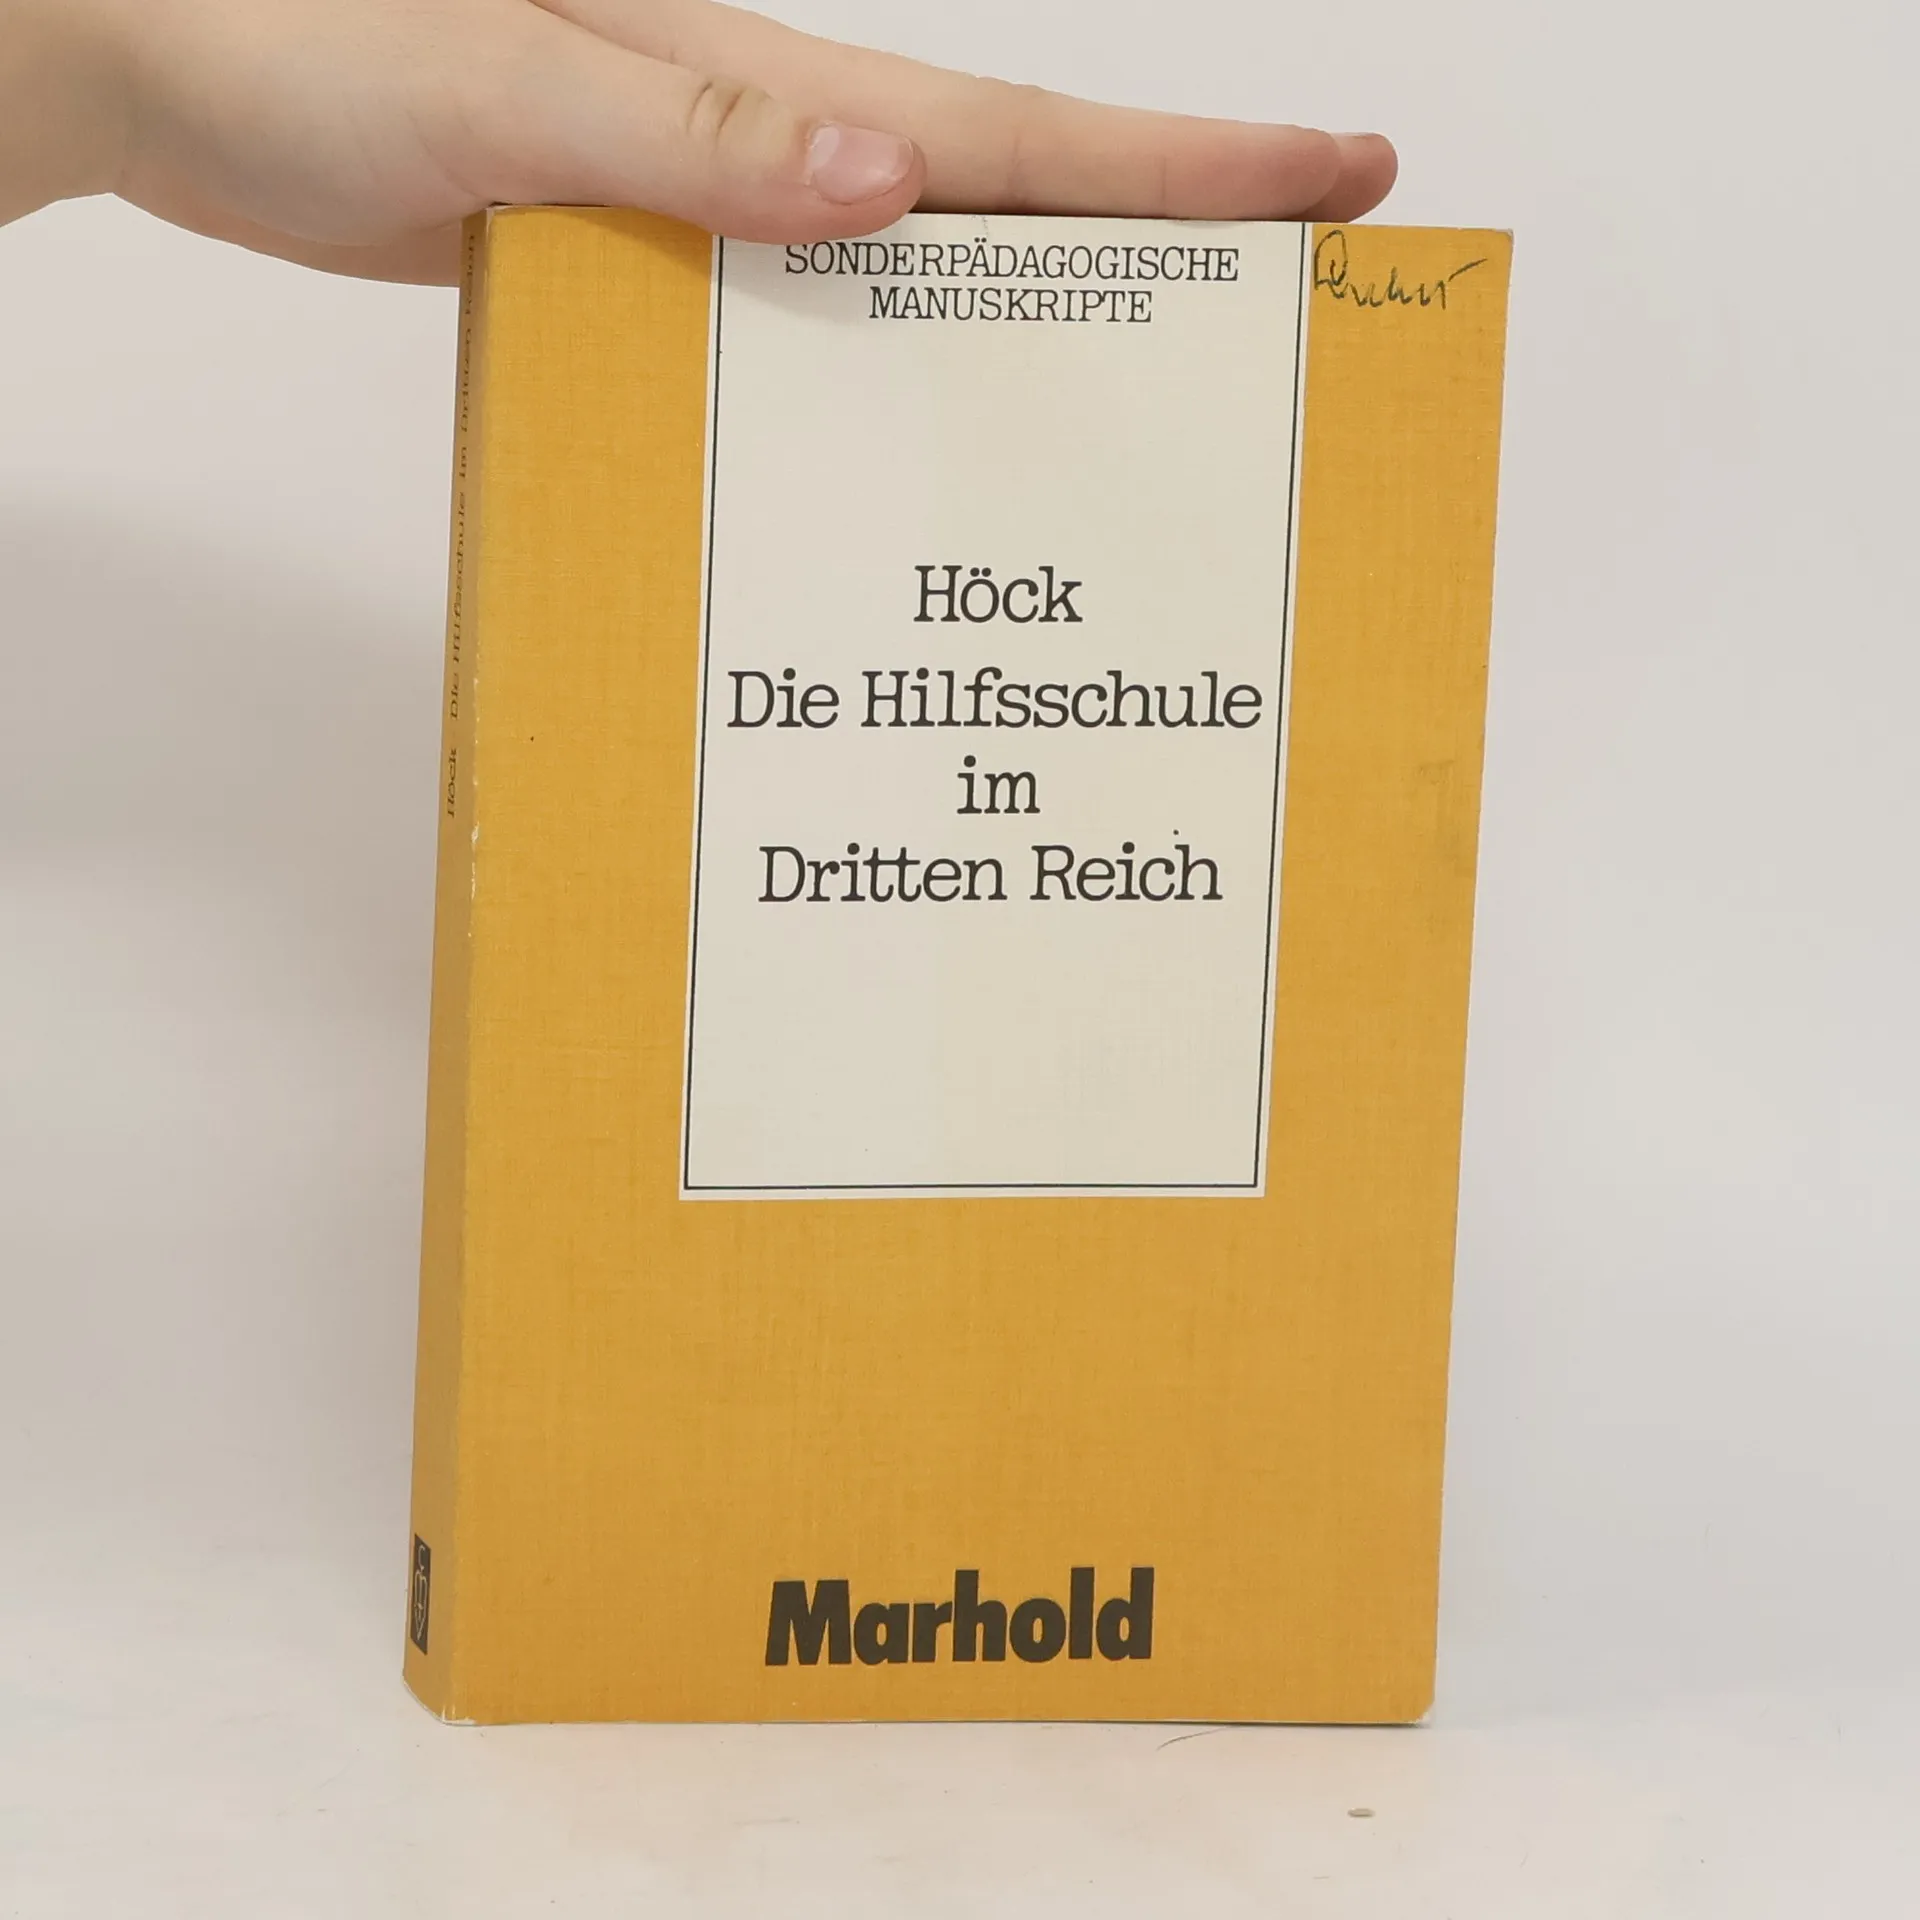 SONDERPÄDAGOGISCHE
MANUSKRIPTE
Höck
Die Hilfsschule
im
Dritten Reich
Marhold
Höck Die Hilfsschule im Dritten Reich